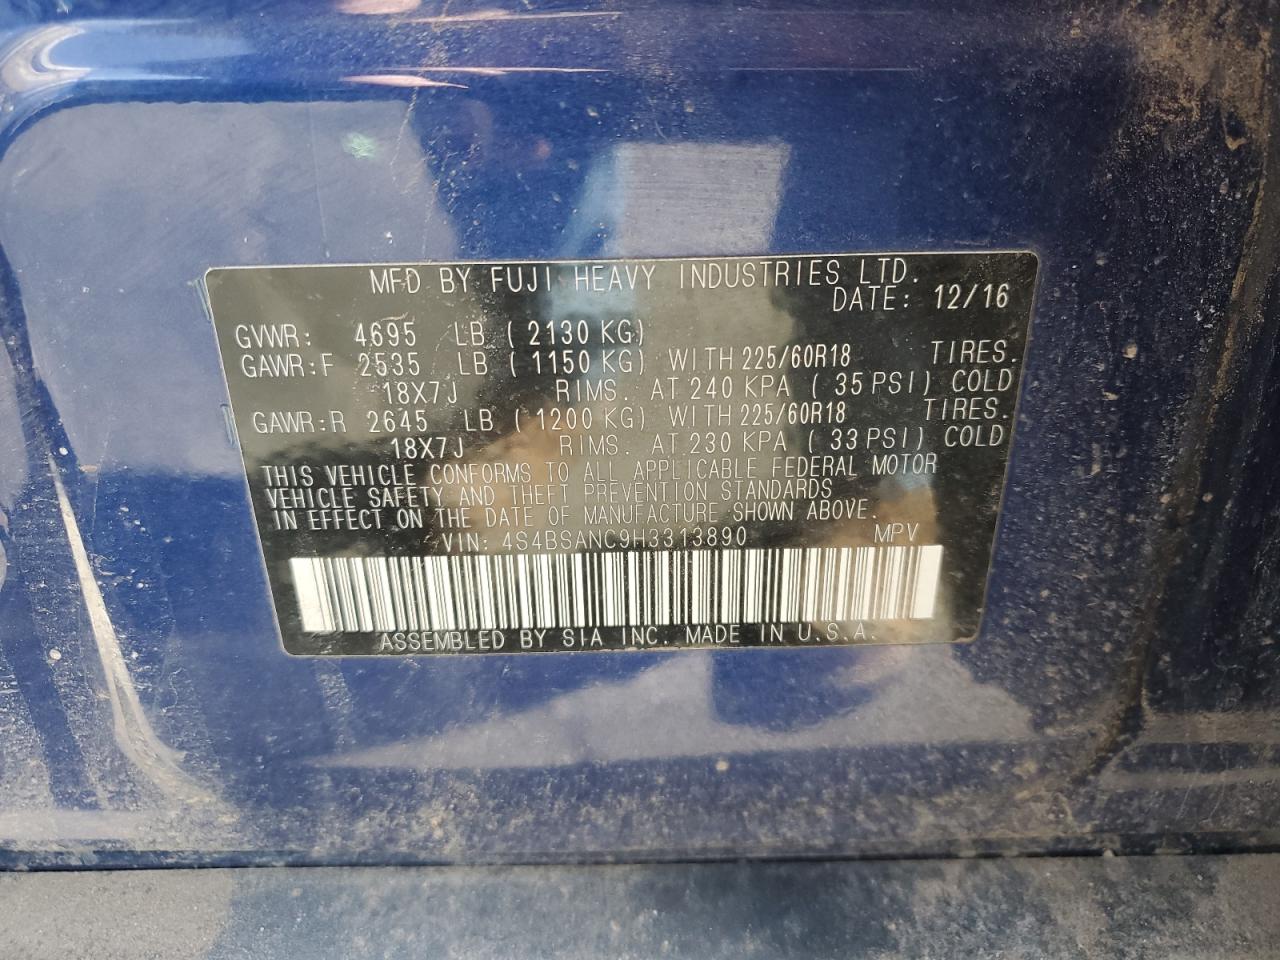 MFD BY FUJI HEAVY INDUSTRIES LTD.
DATE: 12/16
GVWR: 4695 LB ( 2130 KG)
GAWR:F 2535 LB ( 1150 KG) WITH 225/60R18 TIRES.
18X7J RIMS. AT 240 KPA ( 35 PSI) COLD
GAWR:R 2645 LB ( 1200 KG) WITH 225/60R18 TIRES.
18X7J RIMS. AT 230 KPA ( 33 PSI) COLD
THIS VEHICLE CONFORMS TO ALL APPLICABLE FEDERAL MOTOR
VEHICLE SAFETY AND THEFT PREVENTION STANDARDS
IN EFFECT ON THE DATE OF MANUFACTURE SHOWN ABOVE.
VIN: 4S4BSANC9H3313890 MPV
ASSEMBLED BY SIA INC. MADE IN U.S.A.